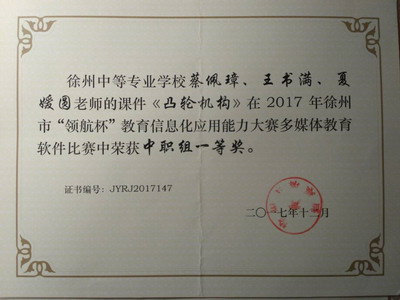 徐州中等专业学校蔡佩璋、王书满、夏
媛圆老师的课件《凸轮机构》在2017年徐州
市“领航杯”教育信息化应用能力大赛多媒体教育
软件比赛中荣获中职组一等奖。
证书编号：JYRJ2017147
二〇一七年十二月